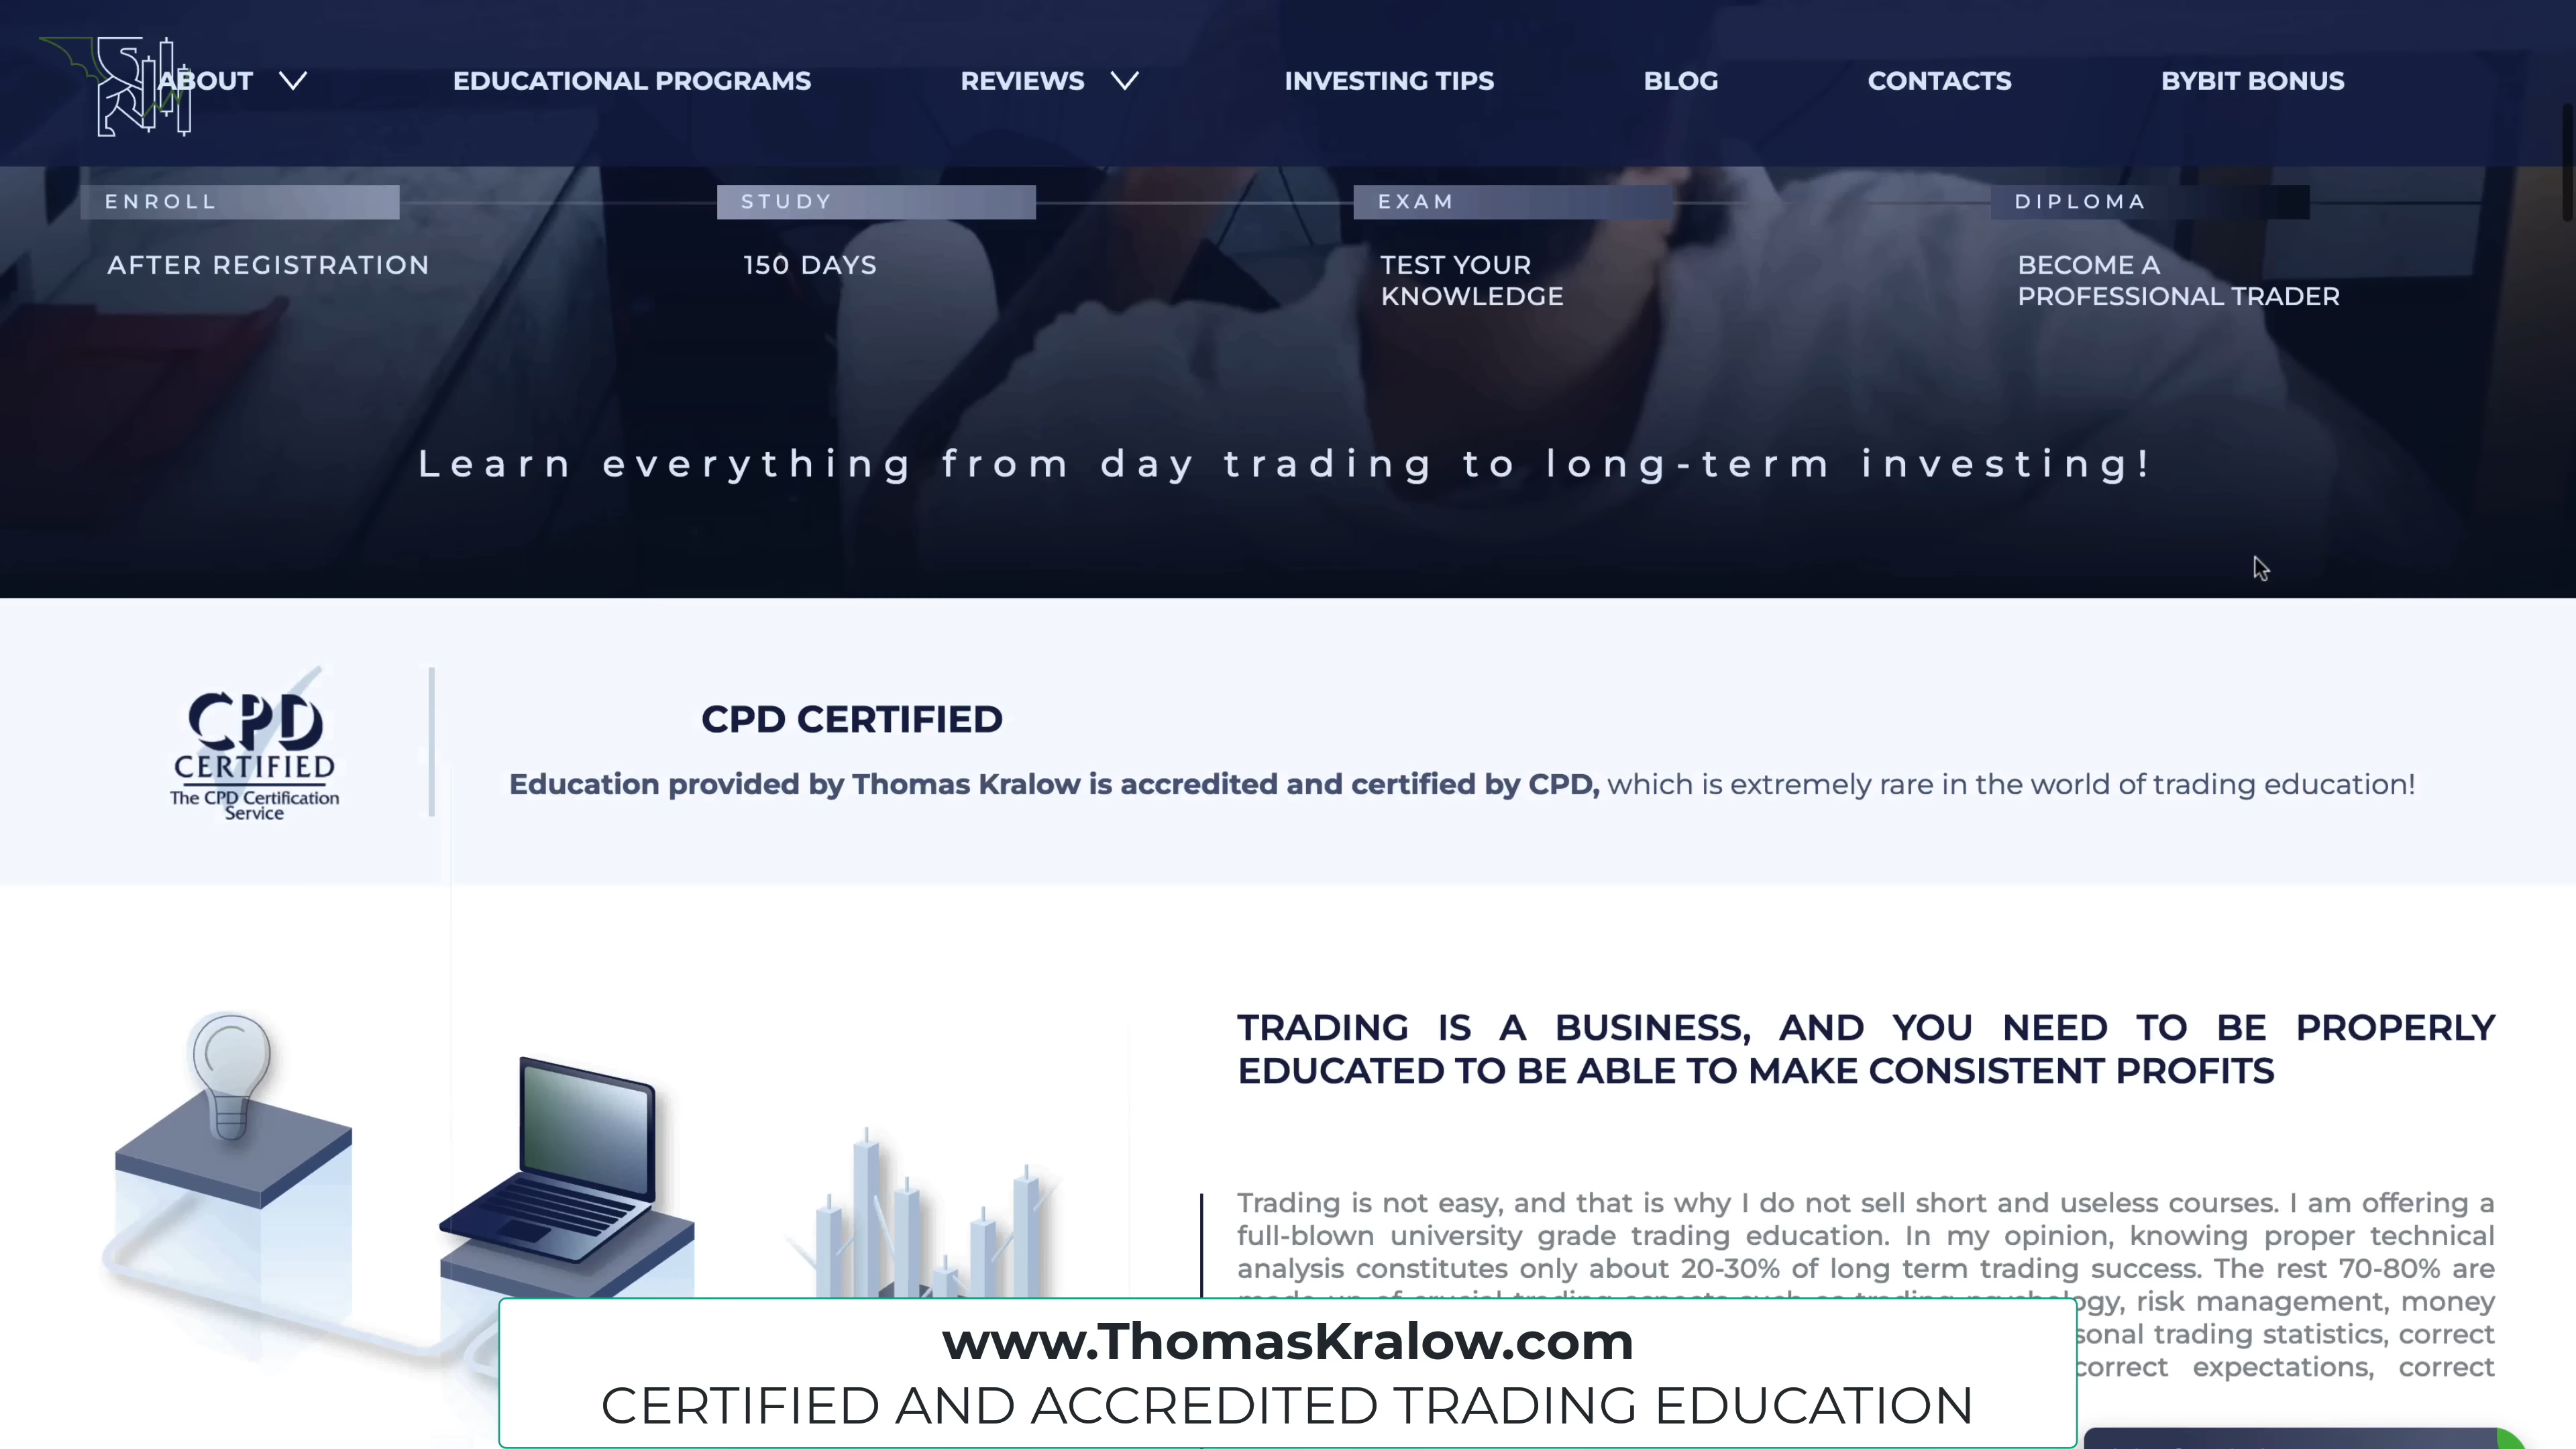 ABOUT
EDUCATIONAL PROGRAMS
REVIEWS
INVESTING TIPS
BLOG
CONTACTS
BYBIT BONUS
ENROLL
AFTER REGISTRATION
STUDY
150 DAYS
EXAM
TEST YOUR
KNOWLEDGE
DIPLOMA
BECOME A
PROFESSIONAL TRADER
Learn everything from day trading to long-term investing!
CPD
CERTIFIED
The CPD Certification
Service
CPD CERTIFIED
Education provided by Thomas Kralow is accredited and certified by CPD, which is extremely rare in the world of trading education!
TRADING IS A BUSINESS, AND YOU NEED TO BE PROPERLY
EDUCATED TO BE ABLE TO MAKE CONSISTENT PROFITS
Trading is not easy, and that is why I do not sell short and useless courses. I am offering a
full-blown university grade trading education. In my opinion, knowing proper technical
analysis constitutes only about 20-30% of long term trading success. The rest 70-80% are
risk management, money
trading statistics, correct
correct expectations, correct
www.ThomasKralow.com
CERTIFIED AND ACCREDITED TRADING EDUCATION